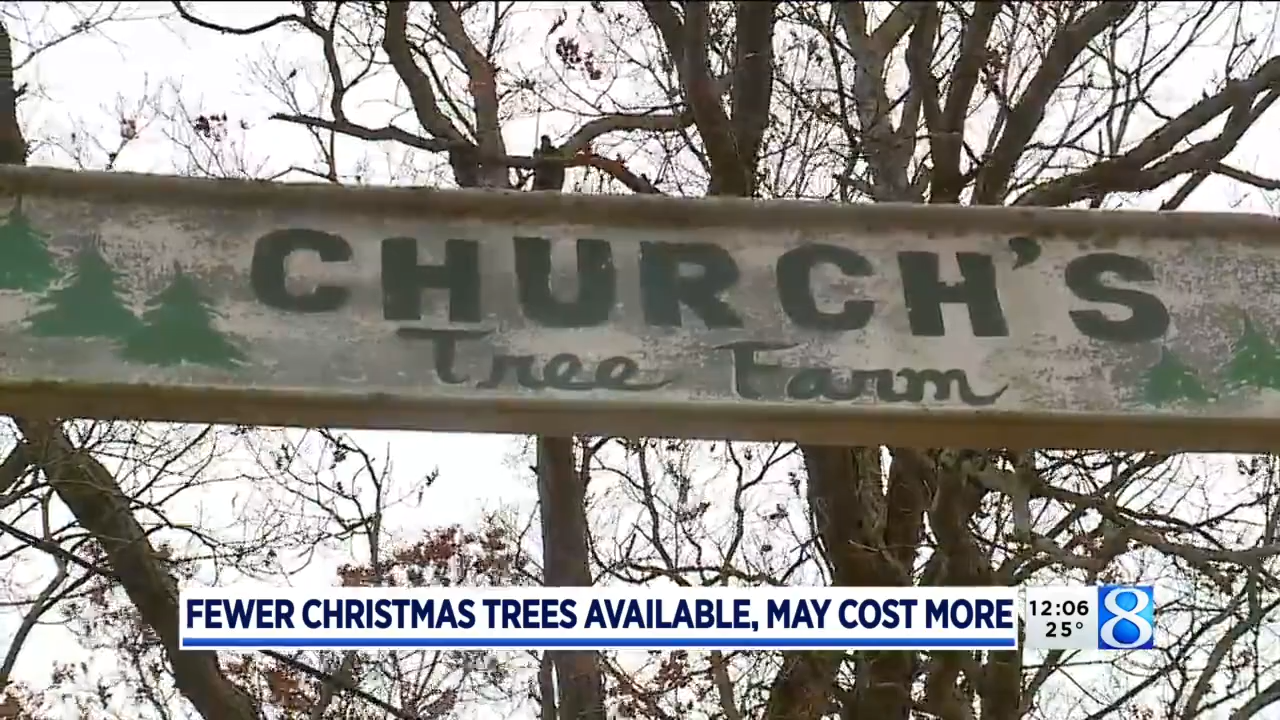 CHURCH'S
Tree Farm
FEWER CHRISTMAS TREES AVAILABLE, MAY COST MORE
12:06
25°
8